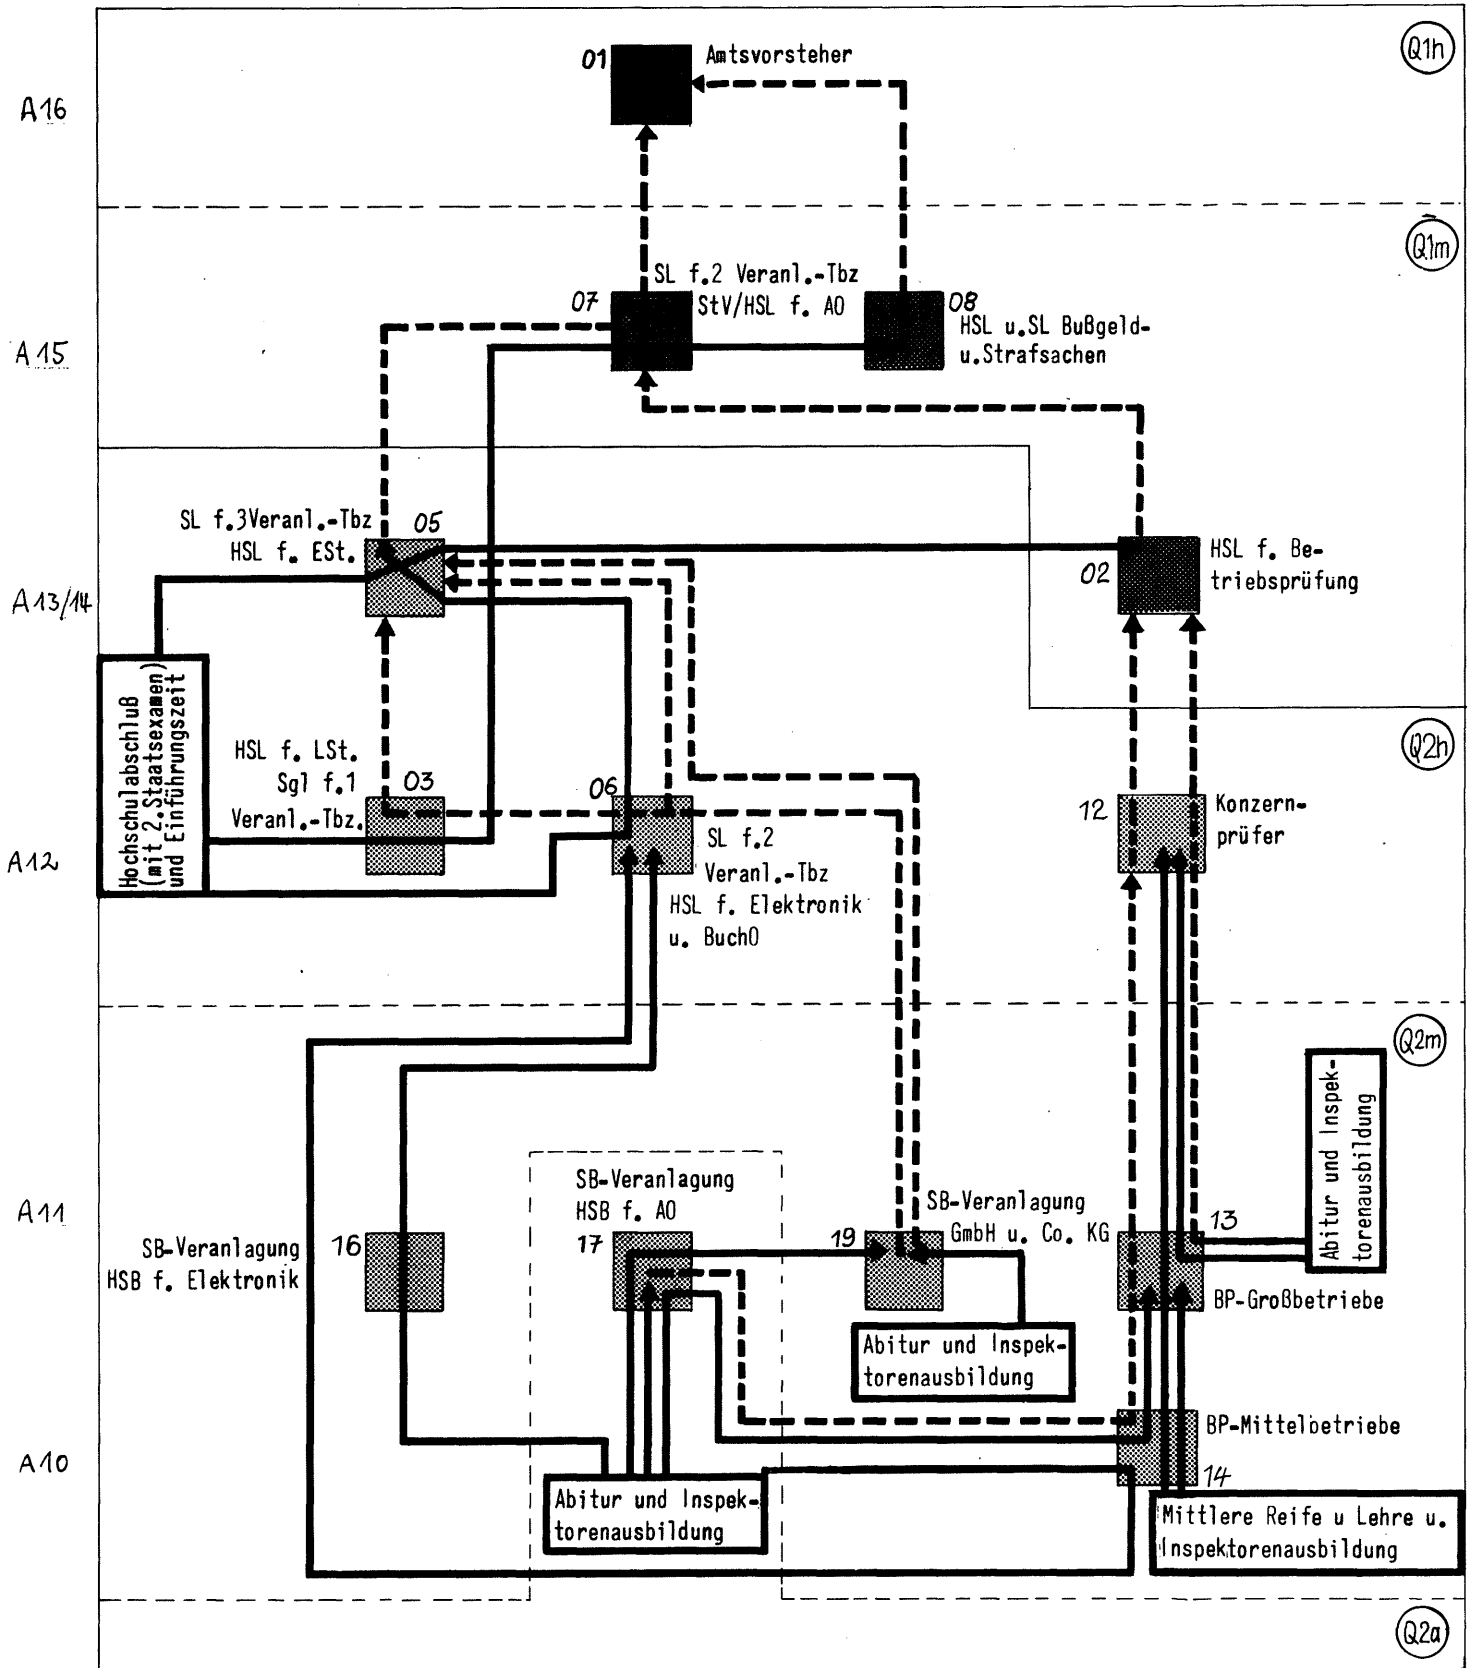 Q1h
01
Amtsvorsteher
A16
Q1m
SL f.2 Veranl.-Tbz
07
StV/HSL f. AO
08
HSL u.SL Bußgeld-
u.Strafsachen
A15
SL f.3Veranl.-Tbz
05
HSL f. ESt.
02
HSL f. Be-
triebsprüfung
A13/14
Hochschulabschluß
(mit 2.Staatsexamen)
und Einführungszeit
Q2h
HSL f. LSt.
Sgl f.1
03
Veranl.-Tbz.
06
SL f.2
Veranl.-Tbz
HSL f. Elektronik
u. BuchO
12
Konzern-
prüfer
A12
Q2m
Abitur und Inspek-
torenausbildung
A11
SB-Veranlagung
16
HSB f. Elektronik
SB-Veranlagung
HSB f. AO
17
19
SB-Veranlagung
GmbH u. Co. KG
13
BP-Großbetriebe
Abitur und Inspek-
torenausbildung
BP-Mittelbetriebe
14
A10
Abitur und Inspek-
torenausbildung
Mittlere Reife u Lehre u.
Inspektorenausbildung
Q2a